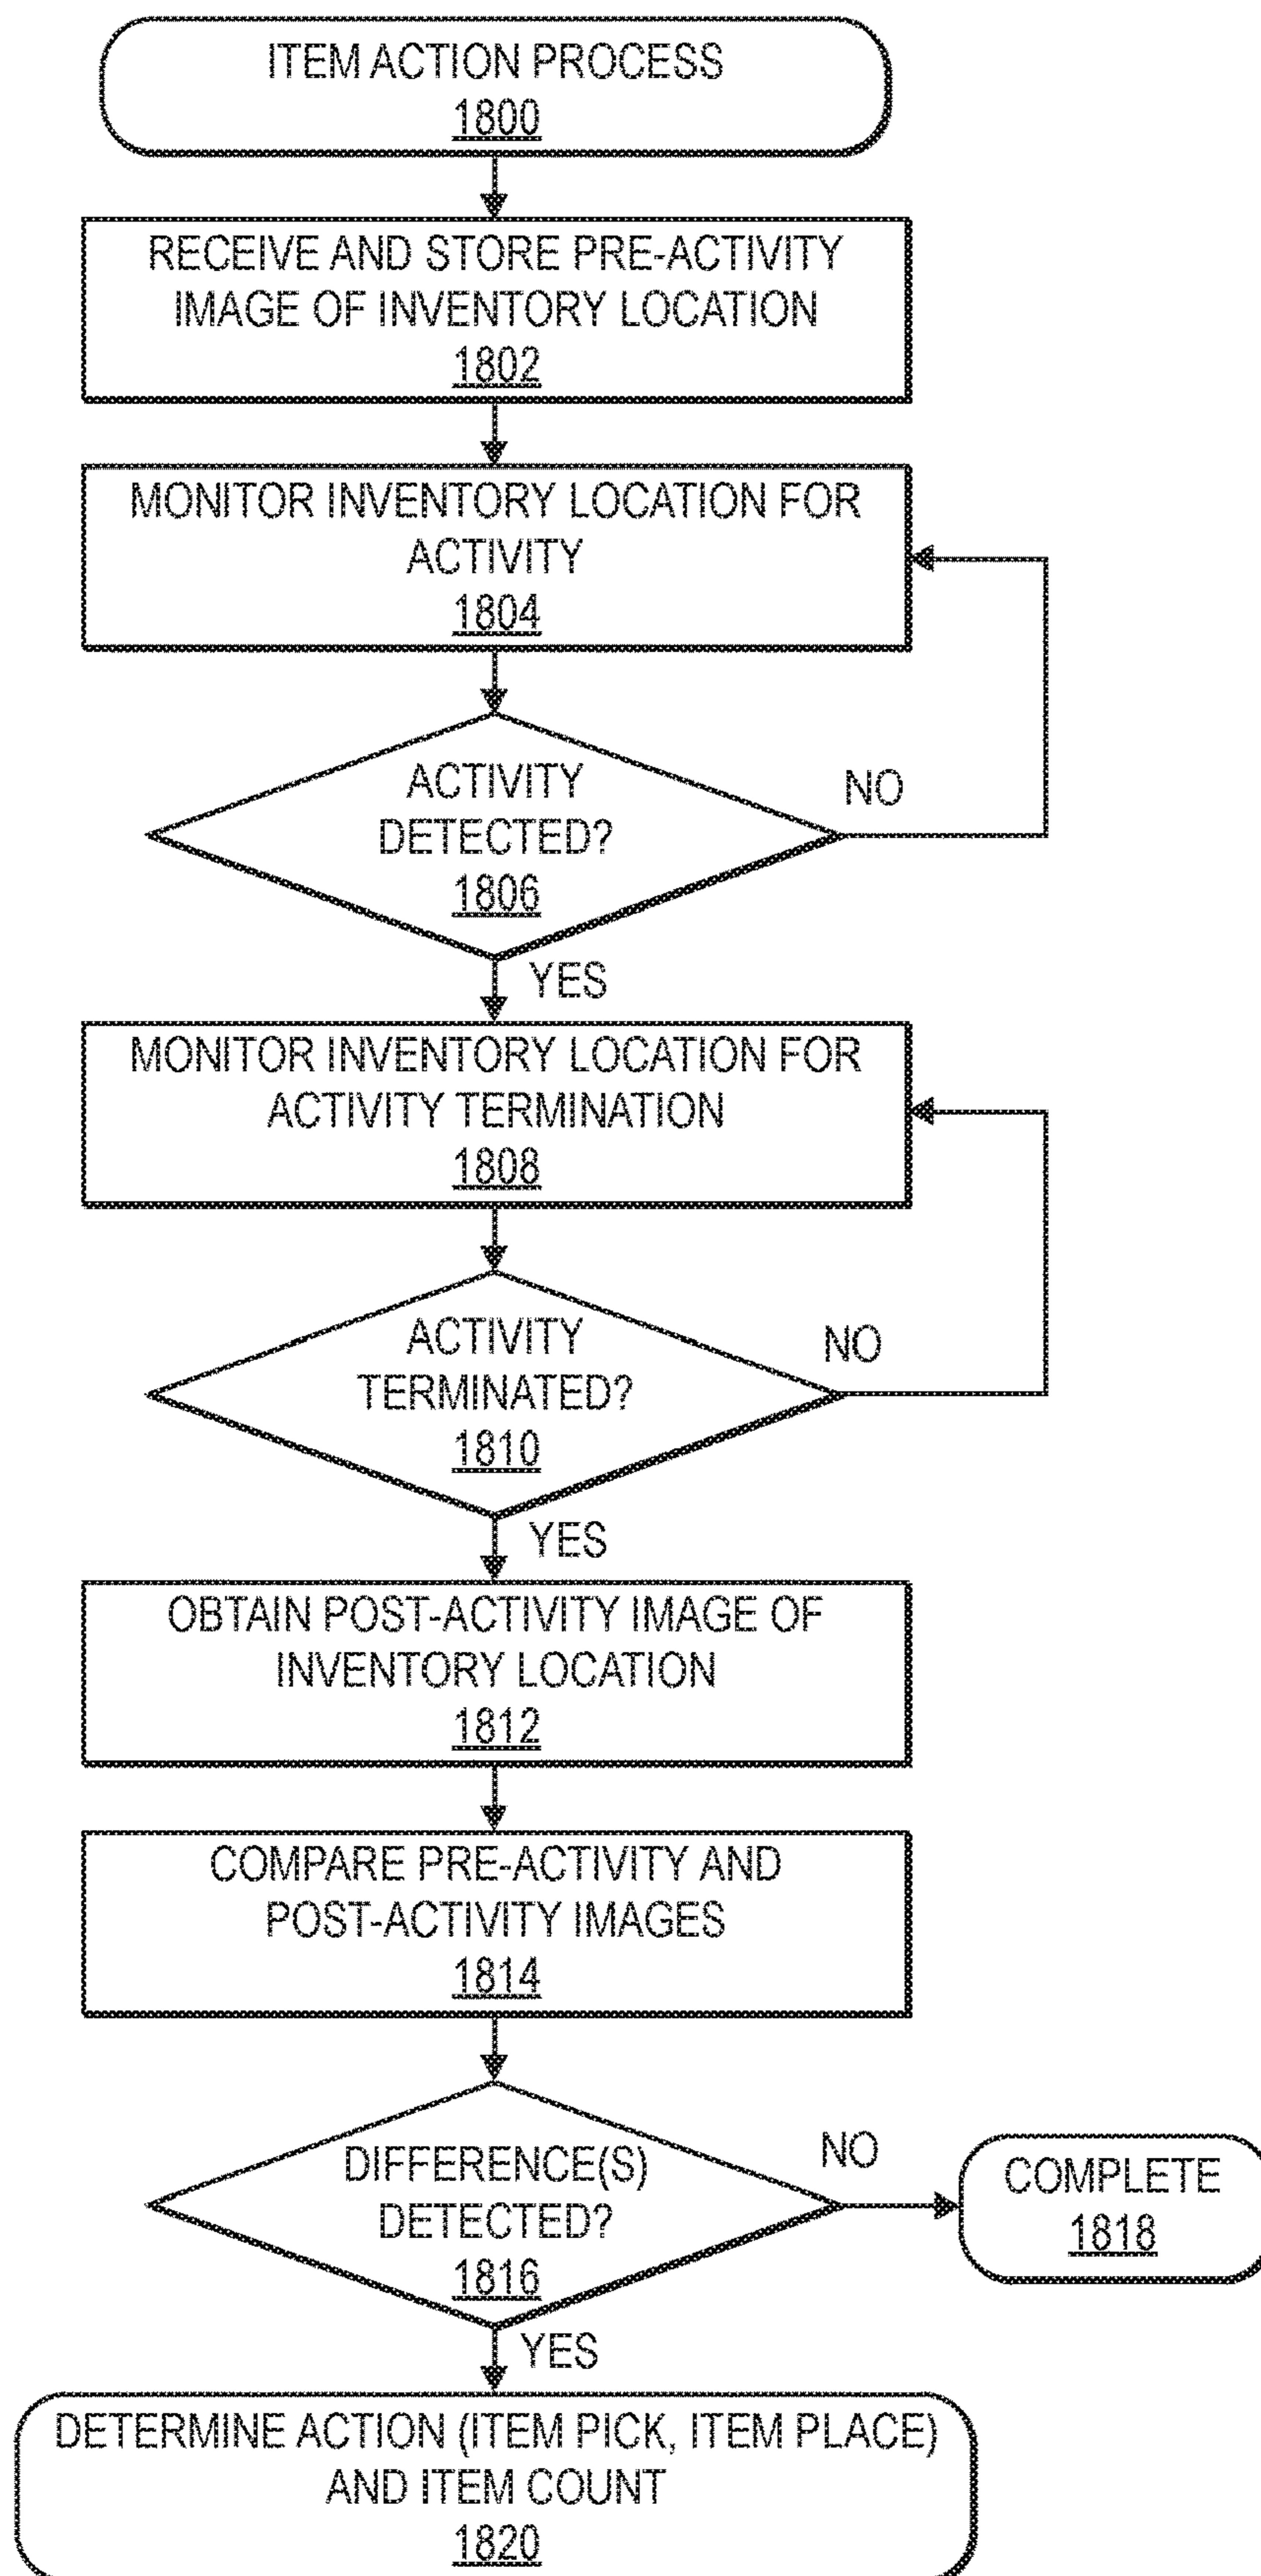 ITEM ACTION PROCESS
1800
RECEIVE AND STORE PRE-ACTIVITY
IMAGE OF INVENTORY LOCATION
1802
MONITOR INVENTORY LOCATION FOR
ACTIVITY
1804
ACTIVITY
DETECTED?
1806
NO
YES
MONITOR INVENTORY LOCATION FOR
ACTIVITY TERMINATION
1808
ACTIVITY
TERMINATED?
1810
NO
YES
OBTAIN POST-ACTIVITY IMAGE OF
INVENTORY LOCATION
1812
COMPARE PRE-ACTIVITY AND
POST-ACTIVITY IMAGES
1814
DIFFERENCE(S)
DETECTED?
1816
NO
COMPLETE
1818
YES
DETERMINE ACTION (ITEM PICK, ITEM PLACE)
AND ITEM COUNT
1820